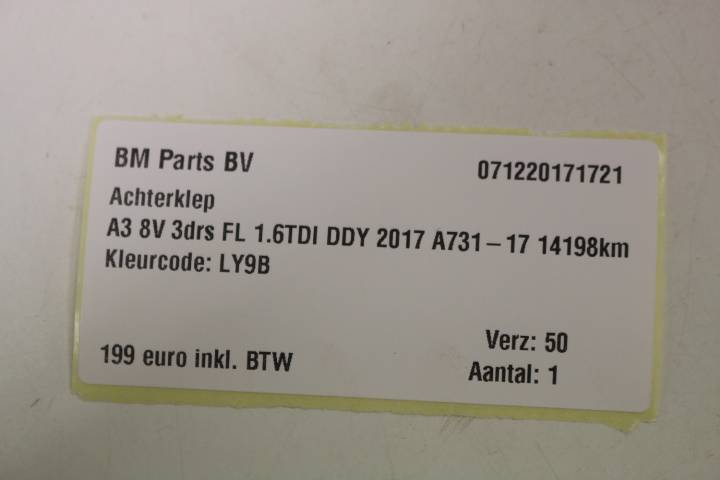 BM Parts BV 071220171721
Achterklep
A3 8V 3drs FL 1.6TDI DDY 2017 A731-17 14198km
Kleurcode: LY9B
Verz: 50
199 euro inkl. BTW
Aantal: 1